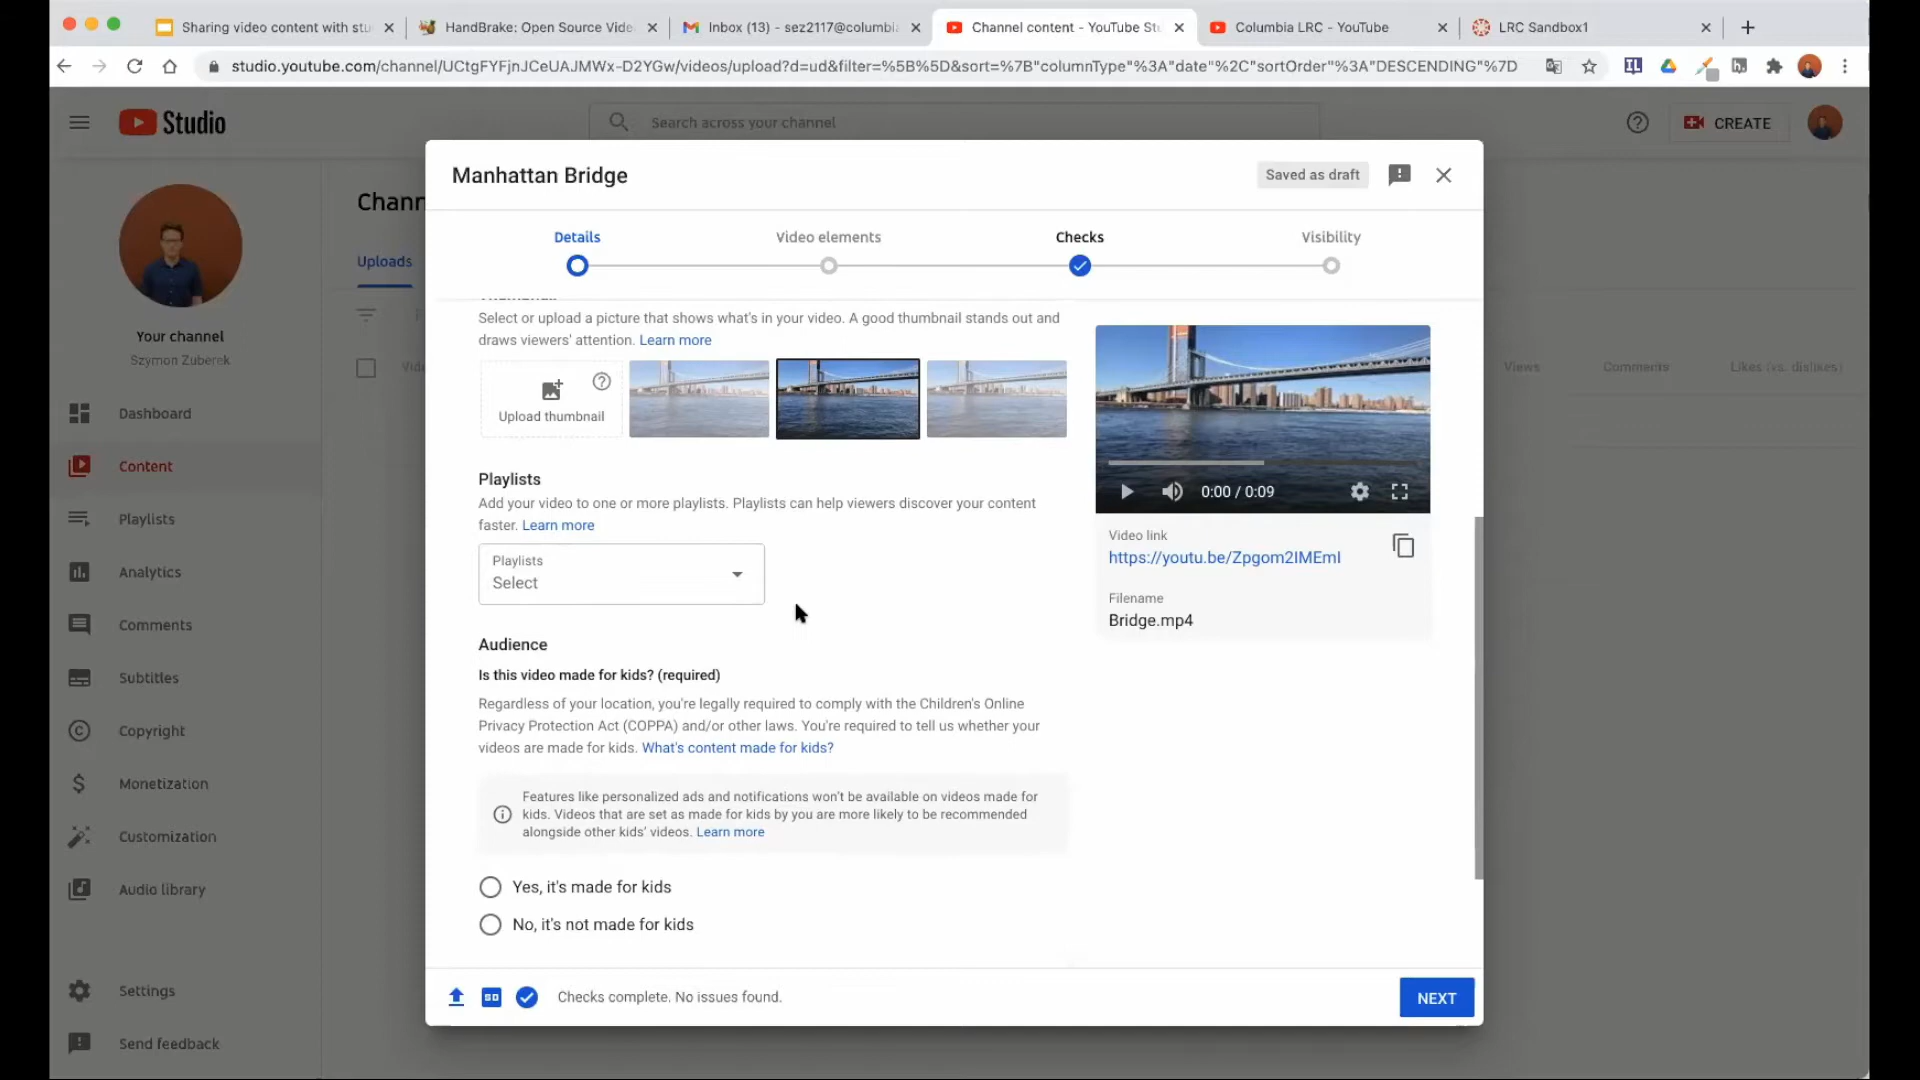 Sharing video content with stu
HandBrake: Open Source Vide
Inbox (13) - sez2117@columbia
Channel content - YouTube Stu
Columbia LRC - YouTube
LRC Sandbox1
studio.youtube.com/channel/UCtgFYFjnJCeUAJMWx-D2YGw/videos/upload?d=ud&filter=%5B%5D&sort=%7B"columnType"%3A"date"%2C"sortOrder"%3A"DESCENDING"%7D
Studio
Search across your channel
CREATE
Chann
Uploads
Your channel
Szymon Zuberek
Dashboard
Content
Playlists
Analytics
Comments
Subtitles
Copyright
Monetization
Customization
Audio library
Settings
Send feedback
Views
Comments
Likes (vs. dislikes)
Manhattan Bridge
Saved as draft
Details
Video elements
Checks
Visibility
Select or upload a picture that shows what's in your video. A good thumbnail stands out and
draws viewers' attention. Learn more
Upload thumbnail
Playlists
Add your video to one or more playlists. Playlists can help viewers discover your content
faster. Learn more
Playlists
Select
Audience
Is this video made for kids? (required)
Regardless of your location, you're legally required to comply with the Children's Online
Privacy Protection Act (COPPA) and/or other laws. You're required to tell us whether your
videos are made for kids. What's content made for kids?
Features like personalized ads and notifications won't be available on videos made for
kids. Videos that are set as made for kids by you are more likely to be recommended
alongside other kids' videos. Learn more
Yes, it's made for kids
No, it's not made for kids
0:00 / 0:09
Video link
https://youtu.be/Zpgom2IMEmI
Filename
Bridge.mp4
SD
Checks complete. No issues found.
NEXT